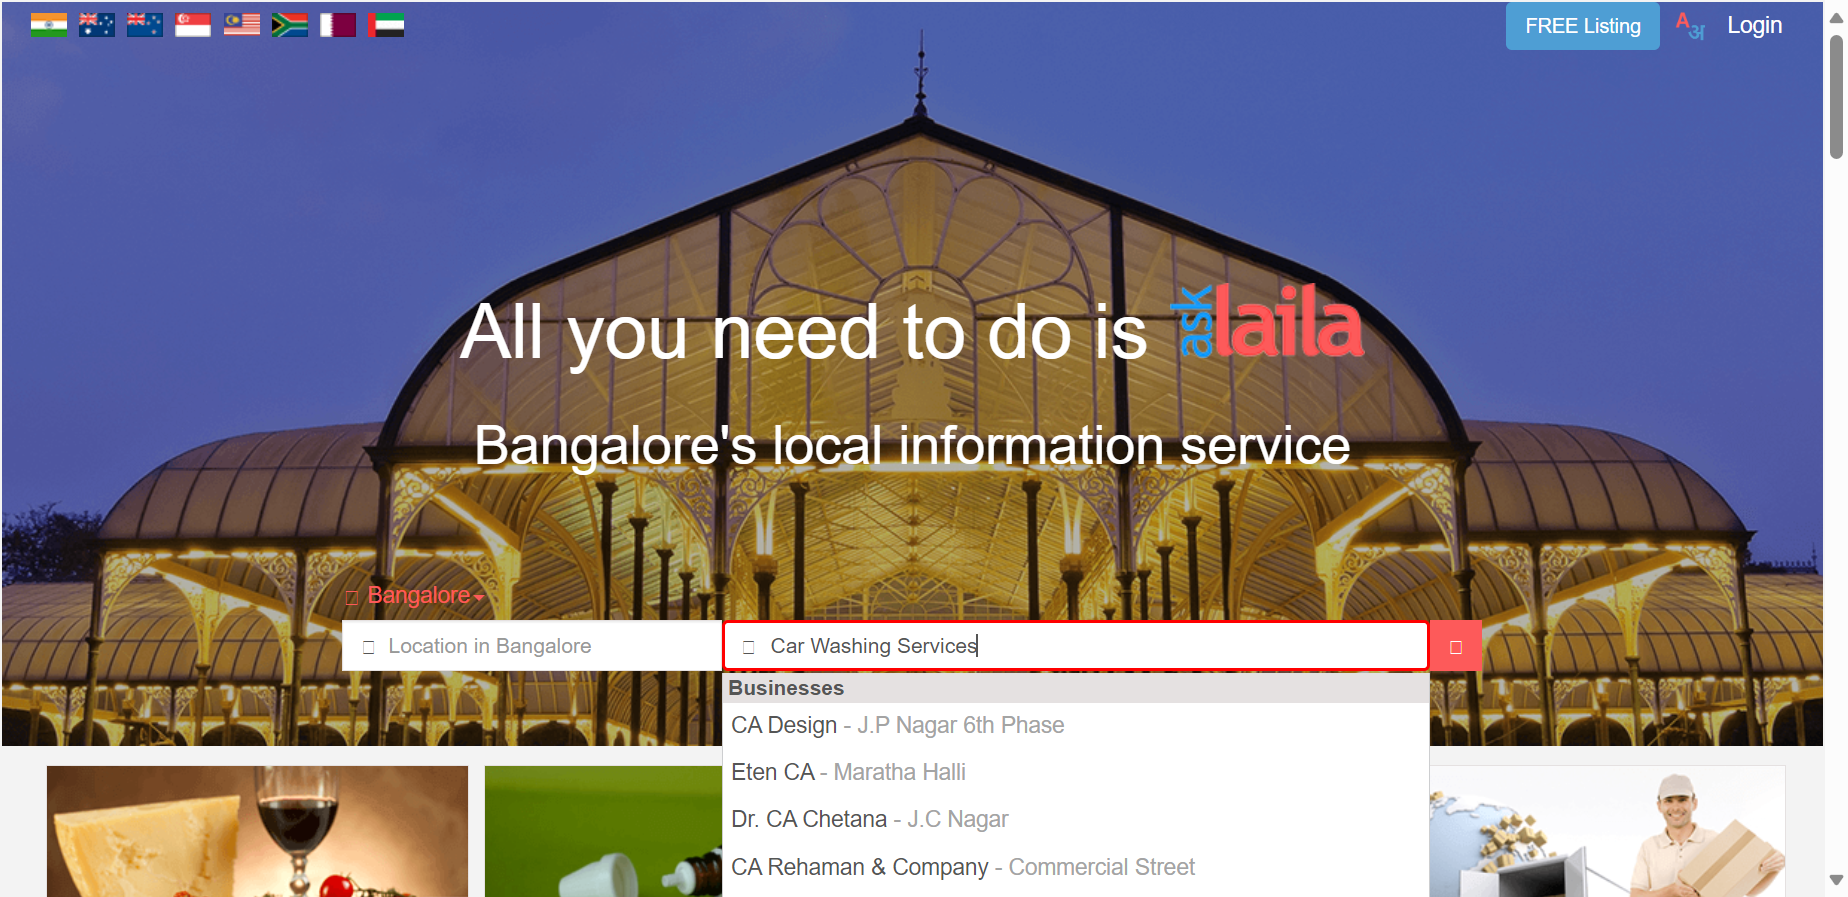 FREE Listing
A अ
Login
All you need to do is ask laila
Bangalore's local information service
Bangalore
Location in Bangalore
Car Washing Services
Businesses
CA Design - J.P Nagar 6th Phase
Eten CA - Maratha Halli
Dr. CA Chetana - J.C Nagar
CA Rehaman & Company - Commercial Street